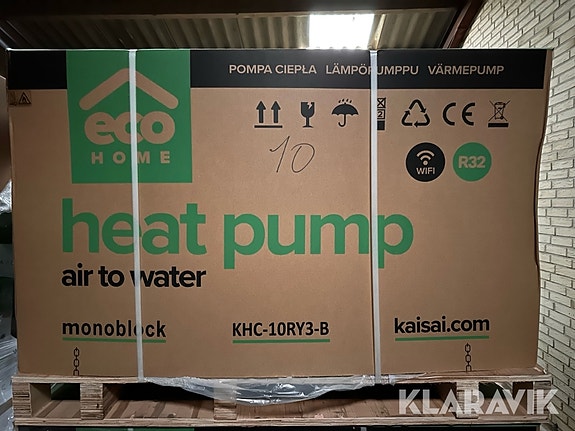 POMPA CIEPŁA LÄMPÖPUMPPU VÄRMEPUMP
eco
HOME
2
10
WIFI
R32
heat pump
air to water
monoblock
KHC-10RY3-B
kaisai.com
KLARAVIK